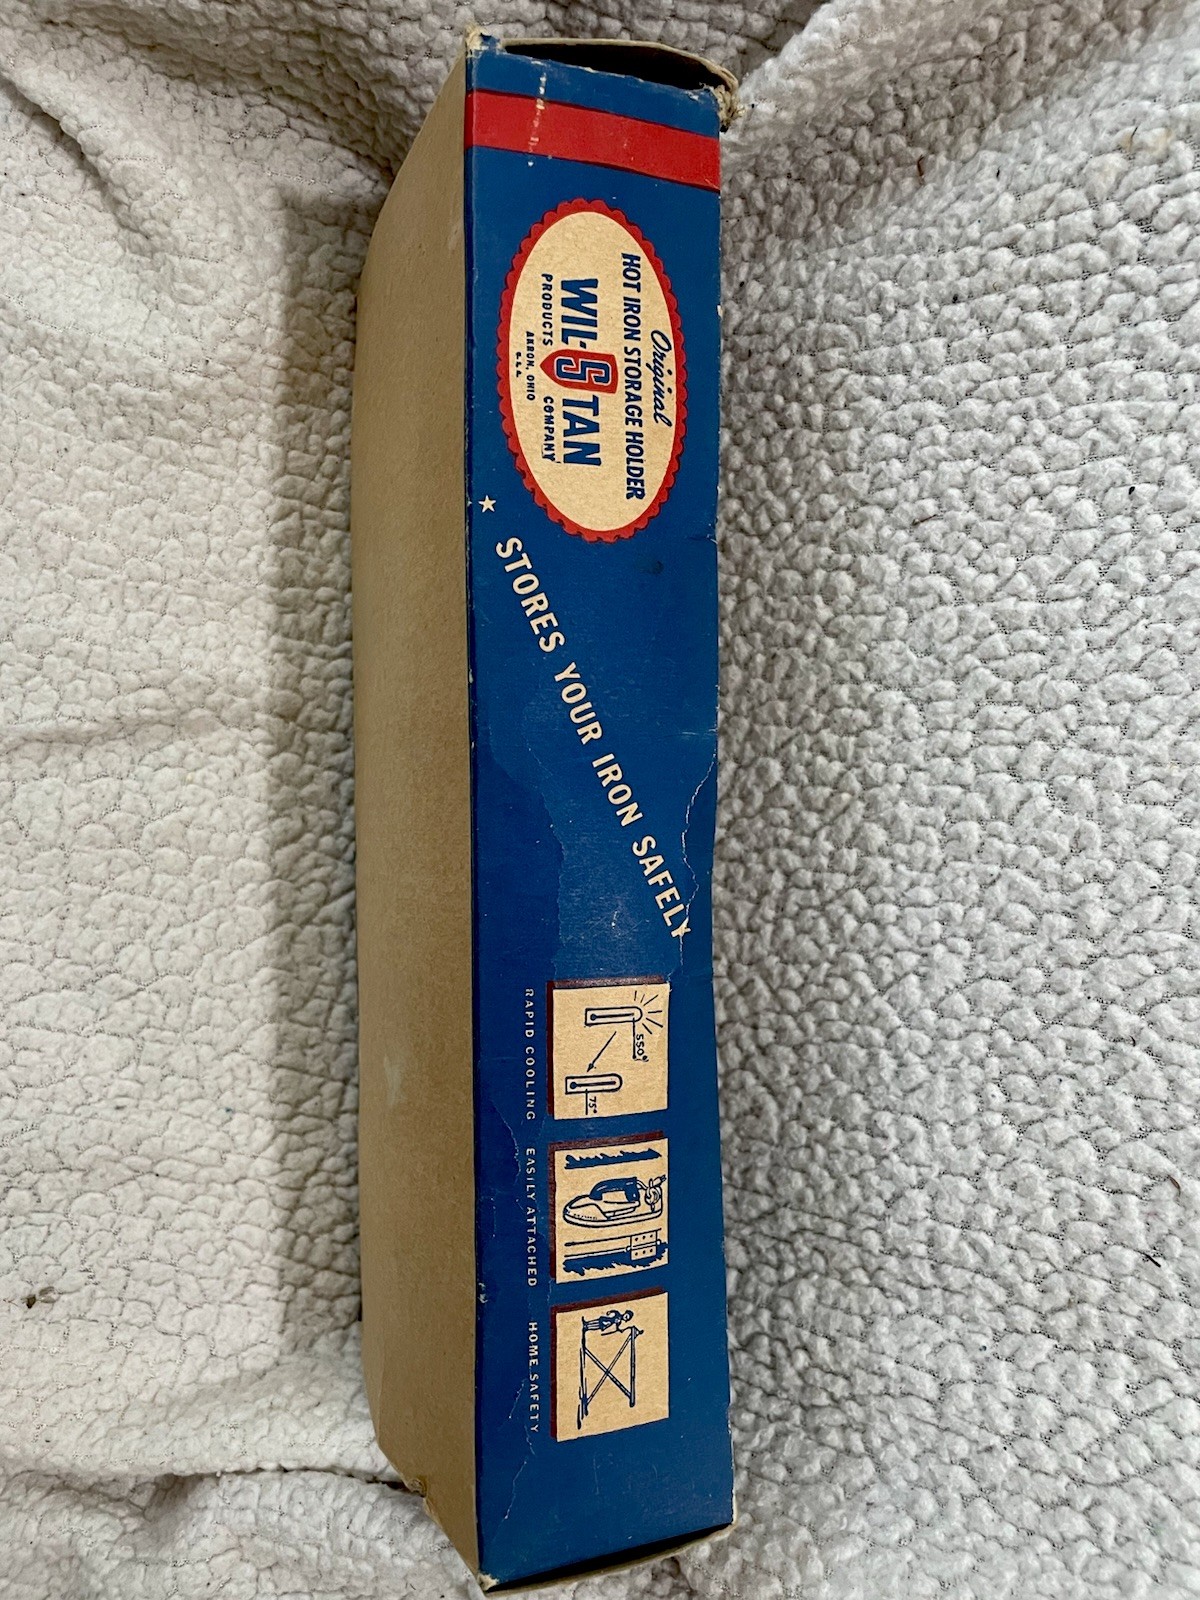 Original
HOT IRON STORAGE HOLDER
WIL-STAN
PRODUCTS COMPANY
AKRON, OHIO
U.S.A.
STORES YOUR IRON SAFELY
550°
75°
RAPID COOLING
EASILY ATTACHED
HOME SAFETY